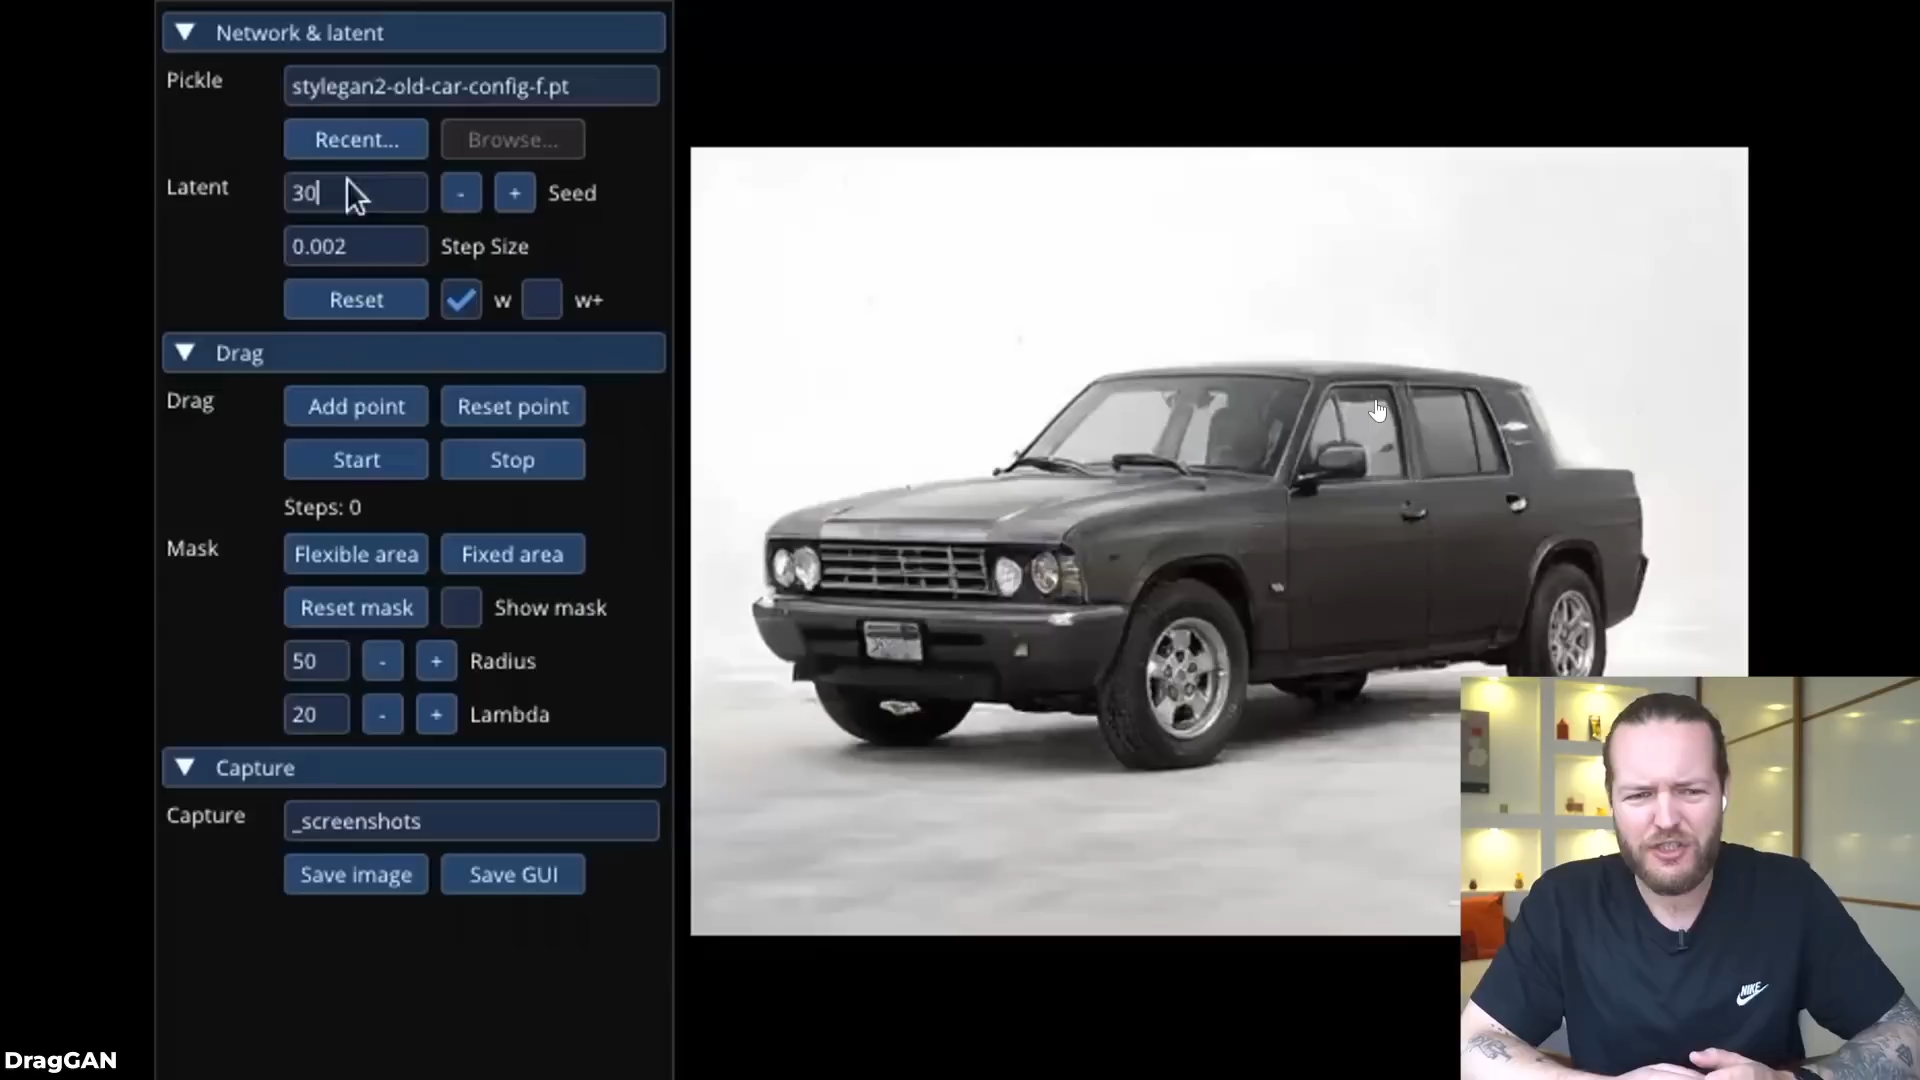 Network & latent
Pickle stylegan2-old-car-config-f.pt
Recent... Browse...
Latent 30 - + Seed
0.002 Step Size
Reset w w+
Drag
Drag Add point Reset point
Start Stop
Steps: 0
Mask Flexible area Fixed area
Reset mask Show mask
50 - + Radius
20 - + Lambda
Capture
Capture _screenshots
Save image Save GUI
NIKE
DragGAN